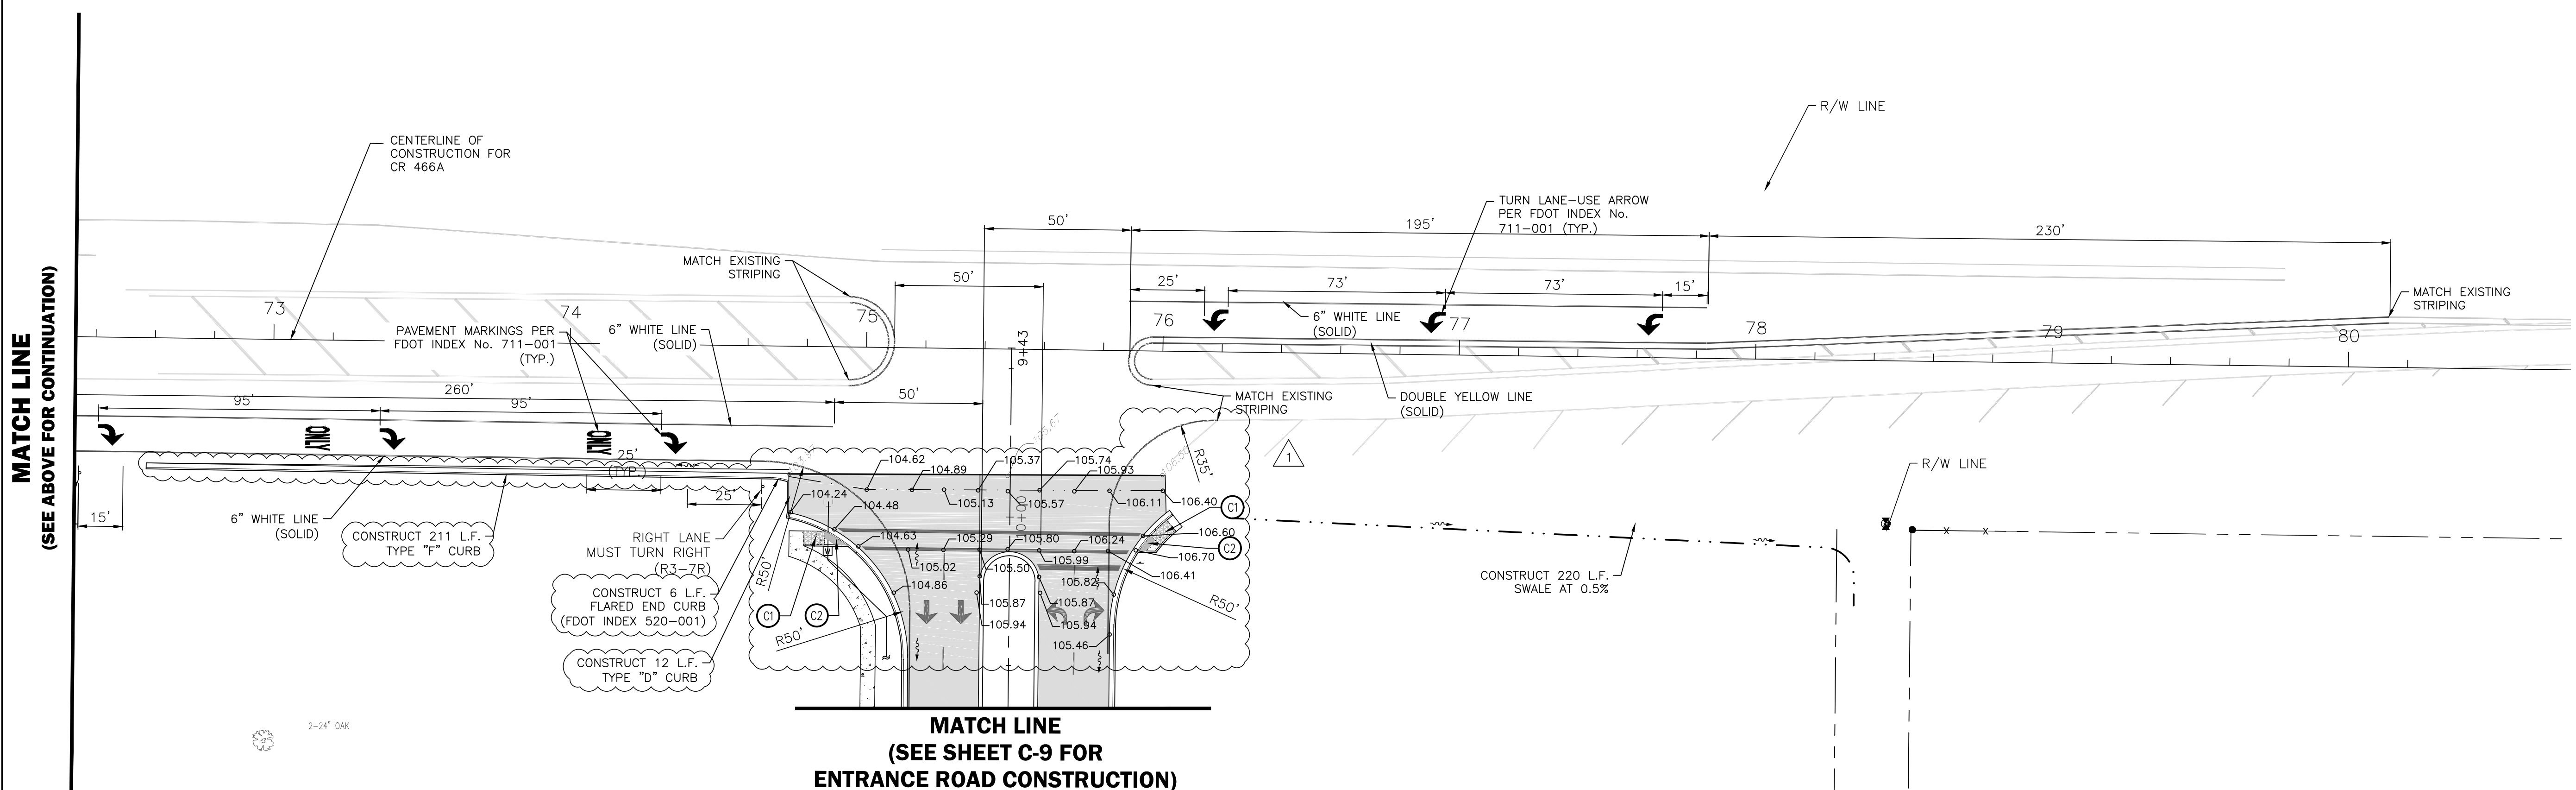 MATCH LINE
(SEE ABOVE FOR CONTINUATION)
CENTERLINE OF
CONSTRUCTION FOR
CR 466A
R/W LINE
TURN LANE-USE ARROW
PER FDOT INDEX No.
711-001 (TYP.)
50'
195'
230'
MATCH EXISTING
STRIPING
50'
25'
73'
73'
15'
MATCH EXISTING
STRIPING
73
74
75
76
77
78
79
80
PAVEMENT MARKINGS PER
FDOT INDEX No. 711-001
(TYP.)
6" WHITE LINE
(SOLID)
6" WHITE LINE
(SOLID)
9+43
260'
95'
95'
50'
MATCH EXISTING
STRIPING
DOUBLE YELLOW LINE
(SOLID)
ONLY
ONLY
25'
(TYP.)
105.67
R35'
1
R/W LINE
104.62
104.89
105.37
105.74
105.93
104.24
104.48
105.13
10+00
105.57
106.11
106.40
C1
15'
25'
6" WHITE LINE
(SOLID)
CONSTRUCT 211 L.F.
TYPE "F" CURB
RIGHT LANE
MUST TURN RIGHT
(R3-7R)
104.63
105.29
105.80
106.24
106.60
C2
105.02
105.50
105.99
106.70
W
R50'
104.86
105.82
106.41
R50'
CONSTRUCT 220 L.F.
SWALE AT 0.5%
x
x
CONSTRUCT 6 L.F.
FLARED END CURB
(FDOT INDEX 520-001)
C1
C2
105.87
105.87
105.94
105.94
R50'
105.46
CONSTRUCT 12 L.F.
TYPE "D" CURB
2-24" OAK
MATCH LINE
(SEE SHEET C-9 FOR
ENTRANCE ROAD CONSTRUCTION)